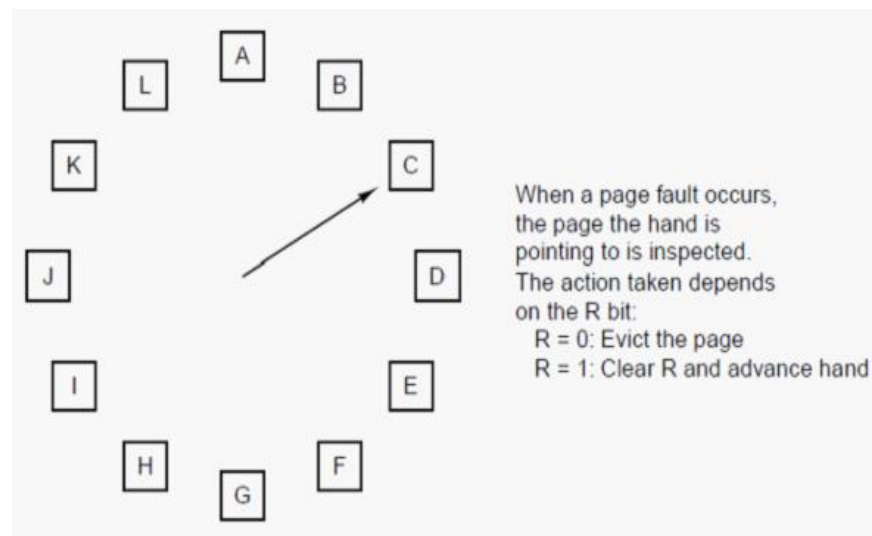 A
L
B
K
C
J
D
I
E
H
F
G
When a page fault occurs,
the page the hand is
pointing to is inspected.
The action taken depends
on the R bit:
R = 0: Evict the page
R = 1: Clear R and advance hand